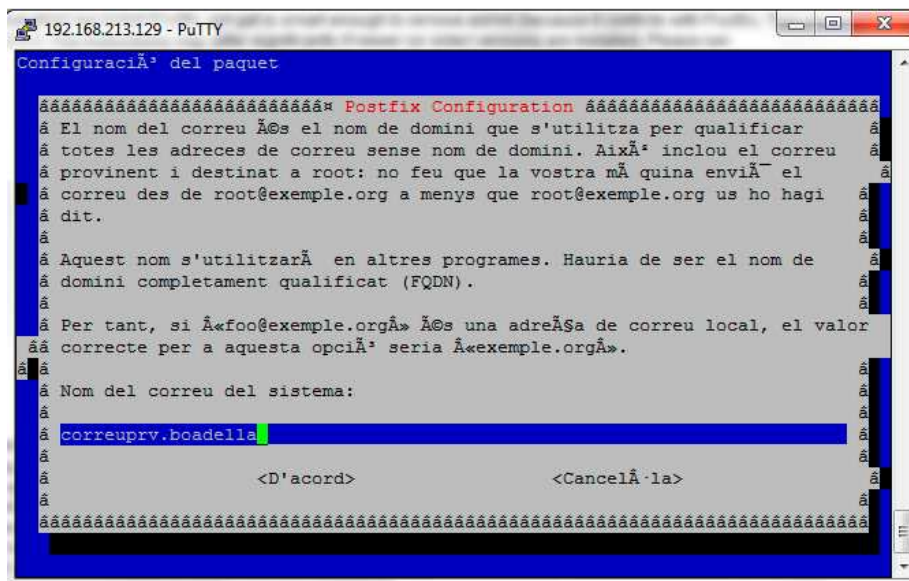 192.168.213.129 - PuTTY
ConfiguraciÃ³ del paquet
Postfix Configuration
El nom del correu Ã©s el nom de domini que s'utilitza per qualificar
totes les adreces de correu sense nom de domini. AixÃ² inclou el correu
provinent i destinat a root: no feu que la vostra mÃ quina enviÃ¯ el
correu des de root@exemple.org a menys que root@exemple.org us ho hagi
dit.
Aquest nom s'utilitzarÃ  en altres programes. Hauria de ser el nom de
domini completament qualificat (FQDN).
Per tant, si Â«foo@exemple.orgÂ» Ã©s una adreÃ§a de correu local, el valor
correcte per a aquesta opciÃ³ seria Â«exemple.orgÂ».
Nom del correu del sistema:
correuprv.boadella
<D'acord> <CancelÂ·la>